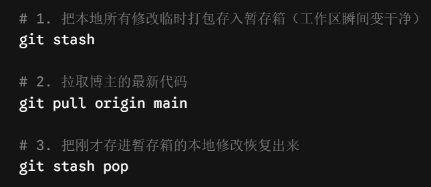 # 1. 把本地所有修改临时打包存入暂存箱（工作区瞬间变干净）
git stash
# 2. 拉取博主的最新代码
git pull origin main
# 3. 把刚才存进暂存箱的本地修改恢复出来
git stash pop